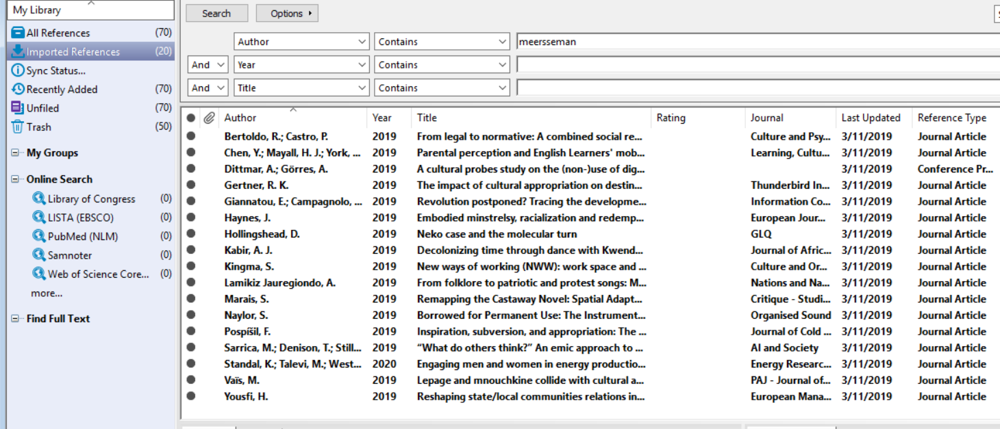 My Library
All References (70)
Imported References (20)
Sync Status...
Recently Added (70)
Unfiled (70)
Trash (50)
My Groups
Online Search
Library of Congress (0)
LISTA (EBSCO) (0)
PubMed (NLM) (0)
Samnoter (0)
Web of Science Core... (0)
more...
Find Full Text
Search Options
Author Contains meersseman
And Year Contains
And Title Contains
Author Year Title Rating Journal Last Updated Reference Type
Bertoldo, R.; Castro, P. 2019 From legal to normative: A combined social re... Culture and Psy... 3/11/2019 Journal Article
Chen, Y.; Mayall, H. J.; York, ... 2019 Parental perception and English Learners' mob... Learning, Cultu... 3/11/2019 Journal Article
Dittmar, A.; Görres, A. 2019 A cultural probes study on the (non-)use of dig... 3/11/2019 Conference Pr...
Gertner, R. K. 2019 The impact of cultural appropriation on destin... Thunderbird In... 3/11/2019 Journal Article
Giannatou, E.; Campagnolo, ... 2019 Revolution postponed? Tracing the developme... Information Co... 3/11/2019 Journal Article
Haynes, J. 2019 Embodied minstrelsy, racialization and redemp... European Jour... 3/11/2019 Journal Article
Hollingshead, D. 2019 Neko case and the molecular turn GLQ 3/11/2019 Journal Article
Kabir, A. J. 2019 Decolonizing time through dance with Kwend... Journal of Afric... 3/11/2019 Journal Article
Kingma, S. 2019 New ways of working (NWW): work space and ... Culture and Or... 3/11/2019 Journal Article
Lamikiz Jauregiondo, A. 2019 From folklore to patriotic and protest songs: M... Nations and Na... 3/11/2019 Journal Article
Marais, S. 2019 Remapping the Castaway Novel: Spatial Adapt... Critique - Studi... 3/11/2019 Journal Article
Naylor, S. 2019 Borrowed for Permanent Use: The Instrument... Organised Sound 3/11/2019 Journal Article
Pospíšil, F. 2019 Inspiration, subversion, and appropriation: The ... Journal of Cold ... 3/11/2019 Journal Article
Sarrica, M.; Denison, T.; Still... 2019 “What do others think?” An emic approach to ... AI and Society 3/11/2019 Journal Article
Standal, K.; Talevi, M.; West... 2020 Engaging men and women in energy productio... Energy Researc... 3/11/2019 Journal Article
Vaïs, M. 2019 Lepage and mnouchkine collide with cultural a... PAJ - Journal of... 3/11/2019 Journal Article
Yousfi, H. 2019 Reshaping state/local communities relations in... European Mana... 3/11/2019 Journal Article